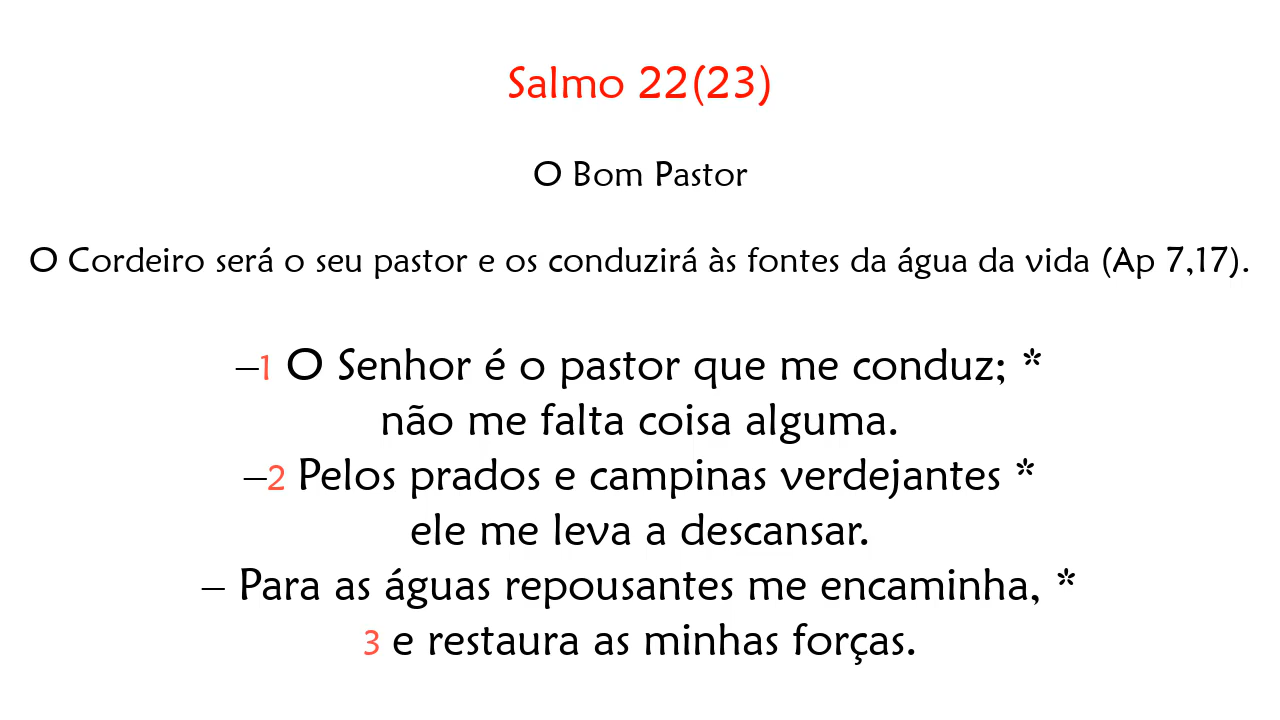 Salmo 22(23)
O Bom Pastor
O Cordeiro será o seu pastor e os conduzirá às fontes da água da vida (Ap 7,17).
–1 O Senhor é o pastor que me conduz; *
não me falta coisa alguma.
–2 Pelos prados e campinas verdejantes *
ele me leva a descansar.
– Para as águas repousantes me encaminha, *
3 e restaura as minhas forças.